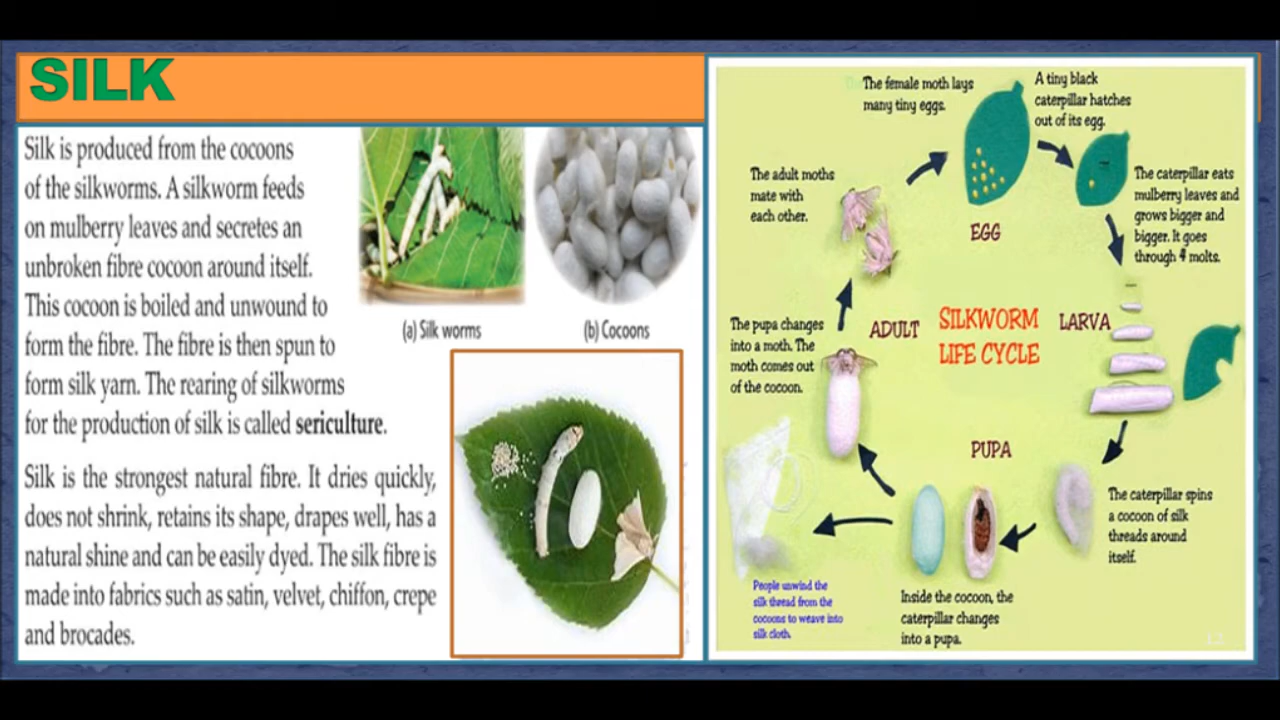 SILK
Silk is produced from the cocoons
of the silkworms. A silkworm feeds
on mulberry leaves and secretes an
unbroken fibre cocoon around itself.
This cocoon is boiled and unwound to
form the fibre. The fibre is then spun to
form silk yarn. The rearing of silkworms
for the production of silk is called sericulture.
Silk is the strongest natural fibre. It dries quickly,
does not shrink, retains its shape, drapes well, has a
natural shine and can be easily dyed. The silk fibre is
made into fabrics such as satin, velvet, chiffon, crepe
and brocades.
(a) Silk worms
(b) Cocoons
The female moth lays
many tiny eggs.
A tiny black
caterpillar hatches
out of its egg.
The caterpillar eats
mulberry leaves and
grows bigger and
bigger. It goes
through 4 molts.
The adult moths
mate with
each other.
EGG
SILKWORM
LIFE CYCLE
LARVA
ADULT
The pupa changes
into a moth. The
moth comes out
of the cocoon.
PUPA
The caterpillar spins
a cocoon of silk
threads around
itself.
Inside the cocoon, the
caterpillar changes
into a pupa.
People unwind the
silk thread from the
cocoons to weave into
silk cloth.